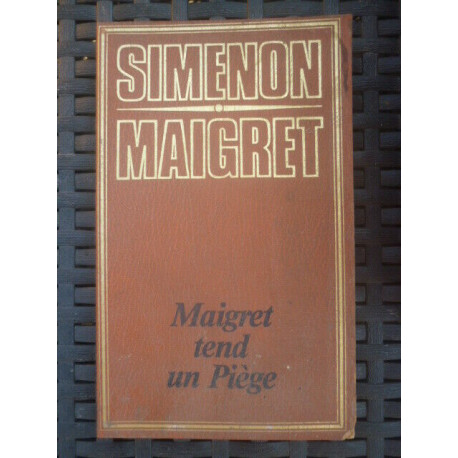 SIMENON
MAIGRET
Maigret
tend
un Piège